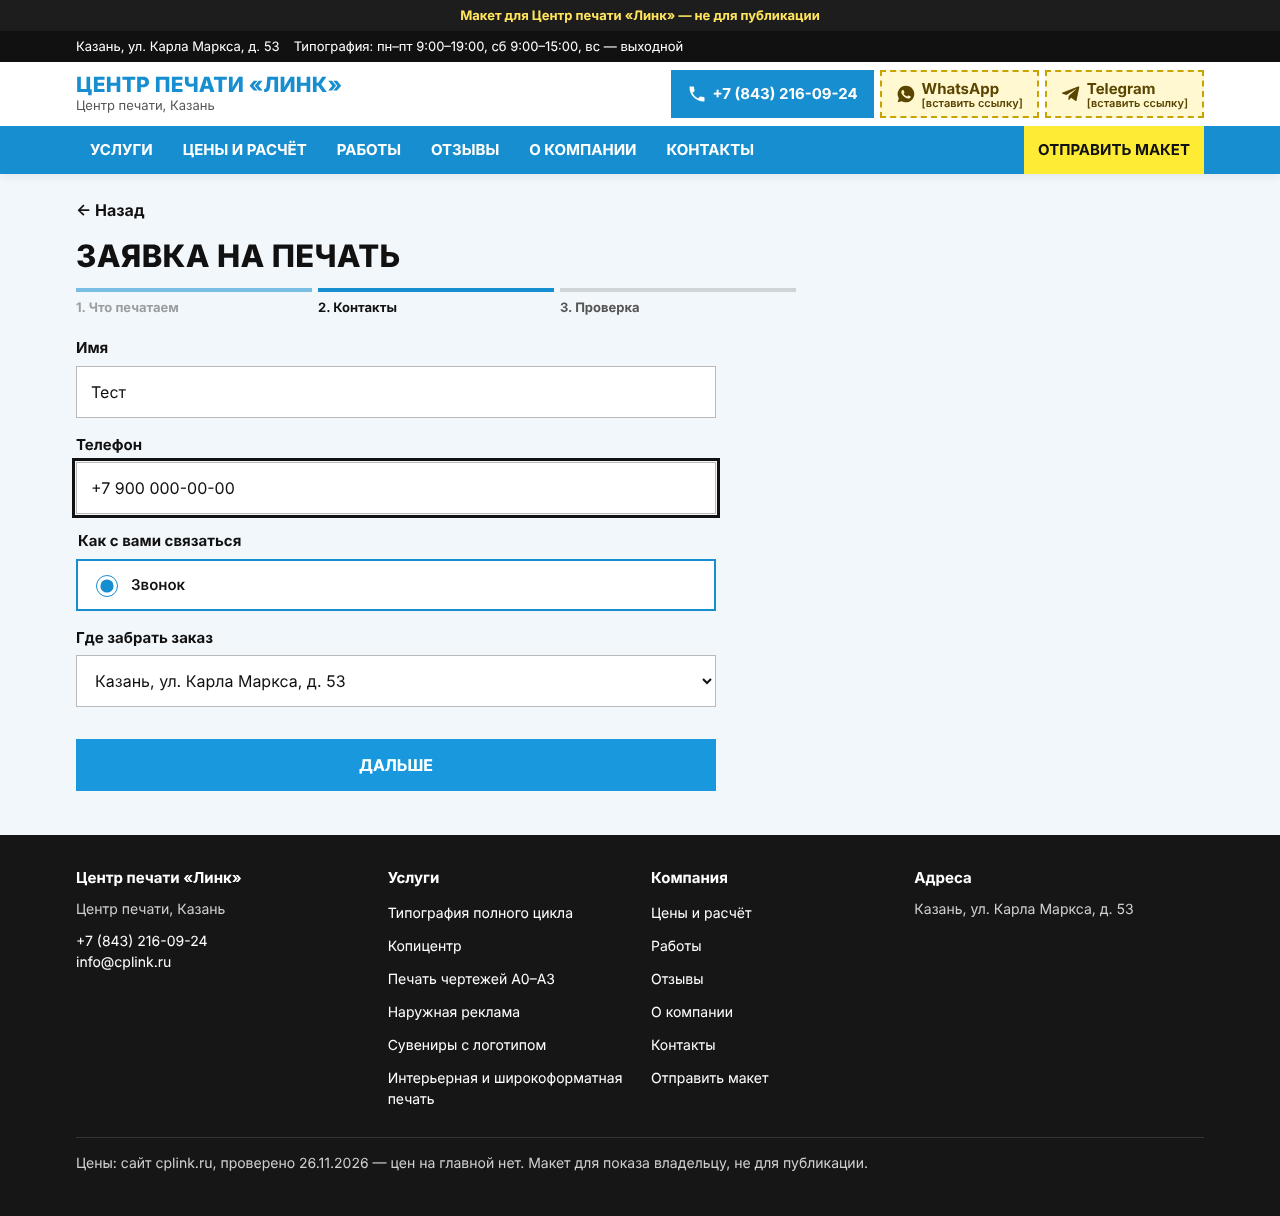 Макет для Центр печати «Линк» — не для публикации
Казань, ул. Карла Маркса, д. 53 Типография: пн–пт 9:00–19:00, сб 9:00–15:00, вс — выходной
ЦЕНТР ПЕЧАТИ «ЛИНК»
Центр печати, Казань
+7 (843) 216-09-24
WhatsApp
[вставить ссылку]
Telegram
[вставить ссылку]
УСЛУГИ ЦЕНЫ И РАСЧЁТ РАБОТЫ ОТЗЫВЫ О КОМПАНИИ КОНТАКТЫ ОТПРАВИТЬ МАКЕТ
← Назад
ЗАЯВКА НА ПЕЧАТЬ
1. Что печатаем 2. Контакты 3. Проверка
Имя
Тест
Телефон
+7 900 000-00-00
Как с вами связаться
Звонок
Где забрать заказ
Казань, ул. Карла Маркса, д. 53
ДАЛЬШЕ
Центр печати «Линк»
Центр печати, Казань
+7 (843) 216-09-24
info@cplink.ru
Услуги
Типография полного цикла
Копицентр
Печать чертежей А0–А3
Наружная реклама
Сувениры с логотипом
Интерьерная и широкоформатная
печать
Компания
Цены и расчёт
Работы
Отзывы
О компании
Контакты
Отправить макет
Адреса
Казань, ул. Карла Маркса, д. 53
Цены: сайт cplink.ru, проверено 26.11.2026 — цен на главной нет. Макет для показа владельцу, не для публикации.